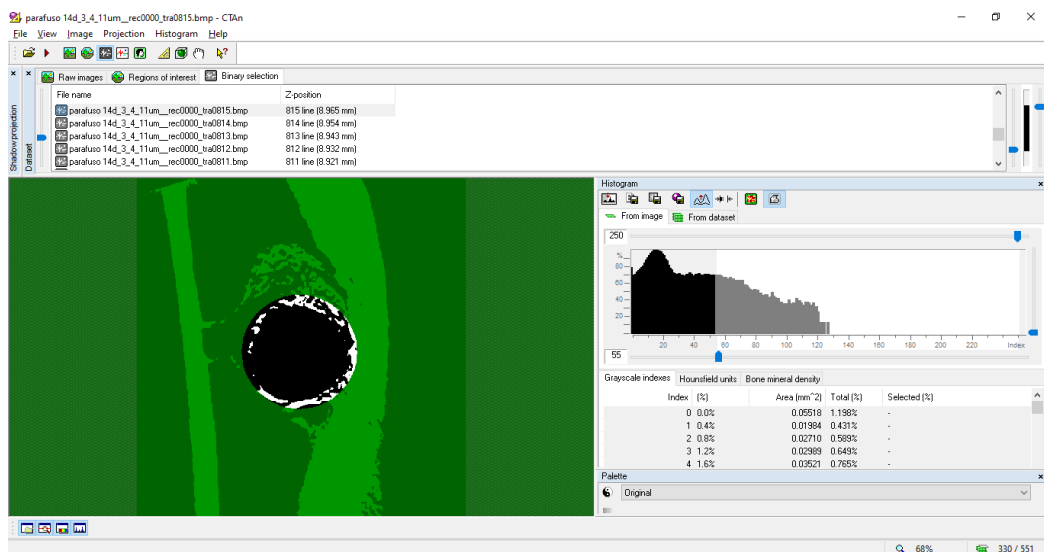 parafuso 14d_3_4_11um__rec0000_tra0815.bmp - CTAn
File View Image Projection Histogram Help
Raw images Regions of interest Binary selection
File name Z-position
parafuso 14d_3_4_11um__rec0000_tra0815.bmp 815 line (8.965 mm)
parafuso 14d_3_4_11um__rec0000_tra0814.bmp 814 line (8.954 mm)
parafuso 14d_3_4_11um__rec0000_tra0813.bmp 813 line (8.943 mm)
parafuso 14d_3_4_11um__rec0000_tra0812.bmp 812 line (8.932 mm)
parafuso 14d_3_4_11um__rec0000_tra0811.bmp 811 line (8.921 mm)
Shadow projection
Dataset
Histogram
From image From dataset
250
%
80
60
40
20
20 40 60 80 100 120 140 160 180 200 220 Index
55
Grayscale indexes Hounsfield units Bone mineral density
Index (%) Area (mm^2) Total (%) Selected (%)
0 0.0% 0.05518 1.198% -
1 0.4% 0.01984 0.431% -
2 0.8% 0.02710 0.589% -
3 1.2% 0.02989 0.649% -
4 1.6% 0.03521 0.765% -
Palette
Original
68% 330 / 551